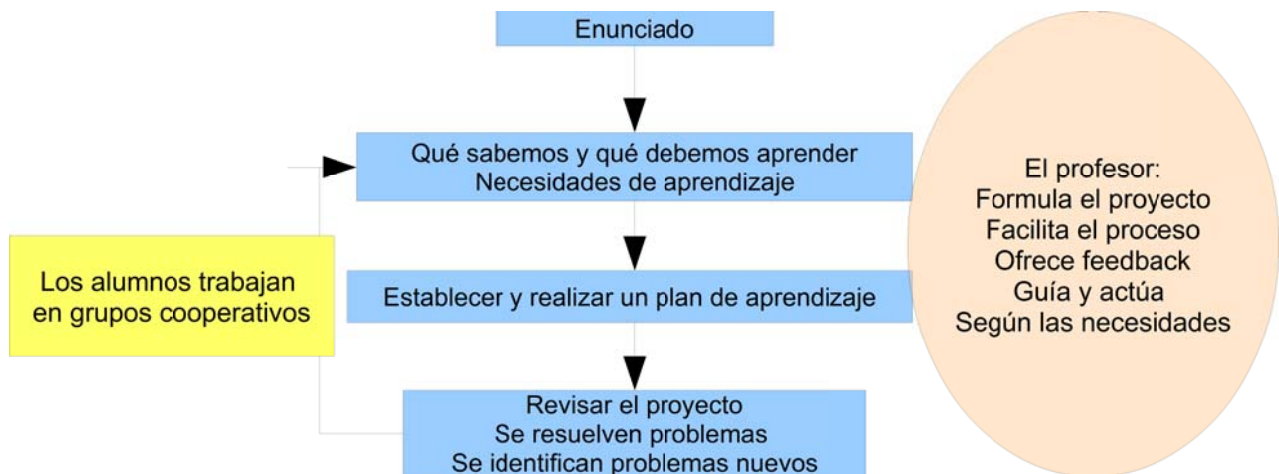 Enunciado
Qué sabemos y qué debemos aprender
Necesidades de aprendizaje
Establecer y realizar un plan de aprendizaje
Revisar el proyecto
Se resuelven problemas
Se identifican problemas nuevos
Los alumnos trabajan
en grupos cooperativos
El profesor:
Formula el proyecto
Facilita el proceso
Ofrece feedback
Guía y actúa
Según las necesidades